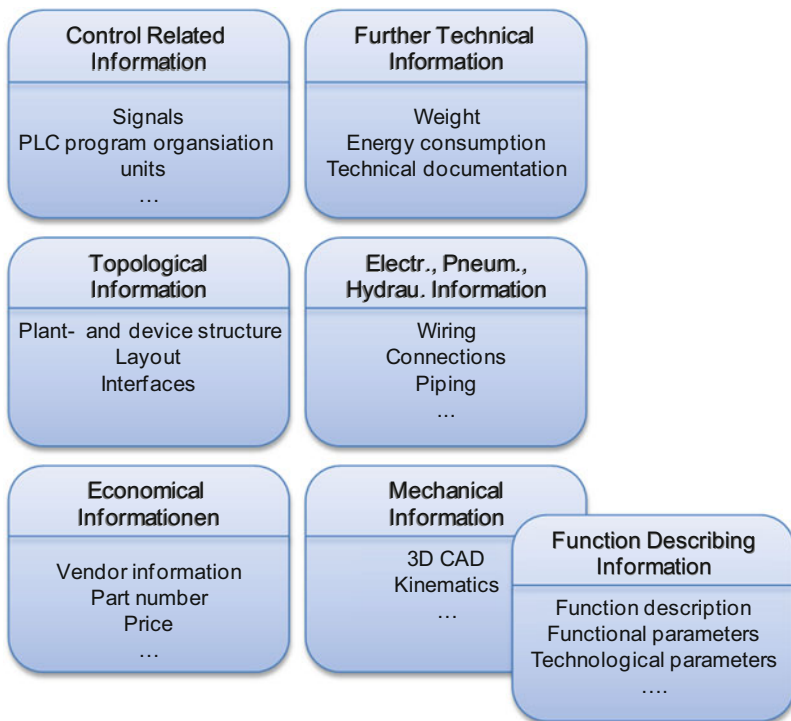 Control Related
Information
Signals
PLC program organsiation
units
…
Further Technical
Information
Weight
Energy consumption
Technical documentation
Topological
Information
Plant- and device structure
Layout
Interfaces
Electr., Pneum.,
Hydrau. Information
Wiring
Connections
Piping
…
Economical
Informationen
Vendor information
Part number
Price
…
Mechanical
Information
3D CAD
Kinematics
…
Function Describing
Information
Function description
Functional parameters
Technological parameters
….